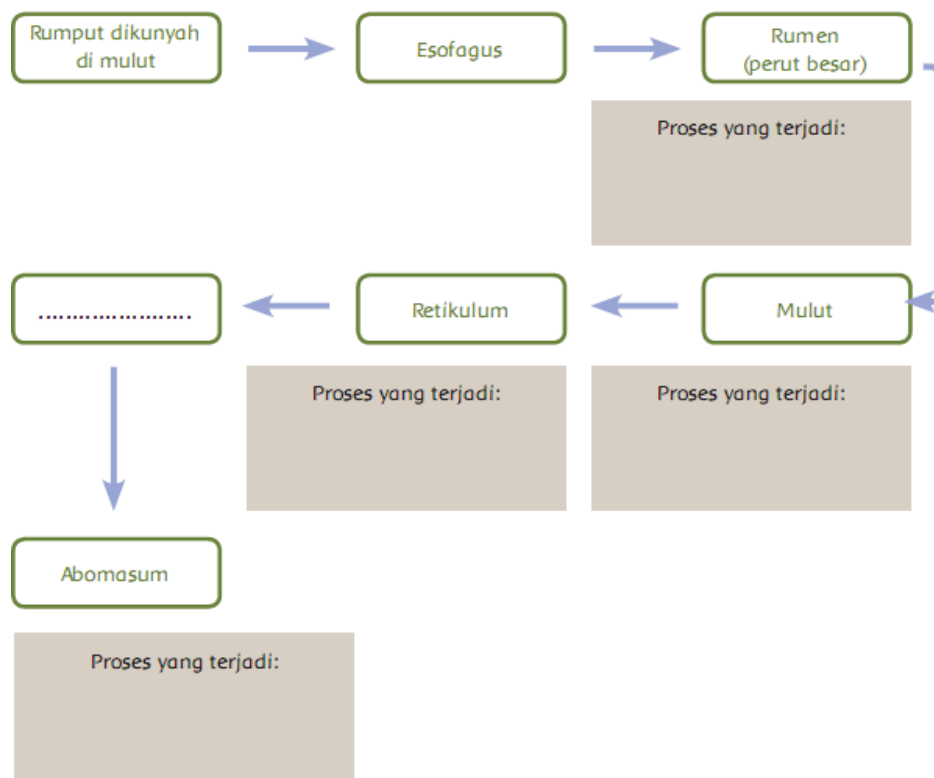 Rumput dikunyah
di mulut
Esofagus
Rumen
(perut besar)
Proses yang terjadi:
.....................
Retikulum
Mulut
Proses yang terjadi:
Proses yang terjadi:
Abomasum
Proses yang terjadi: